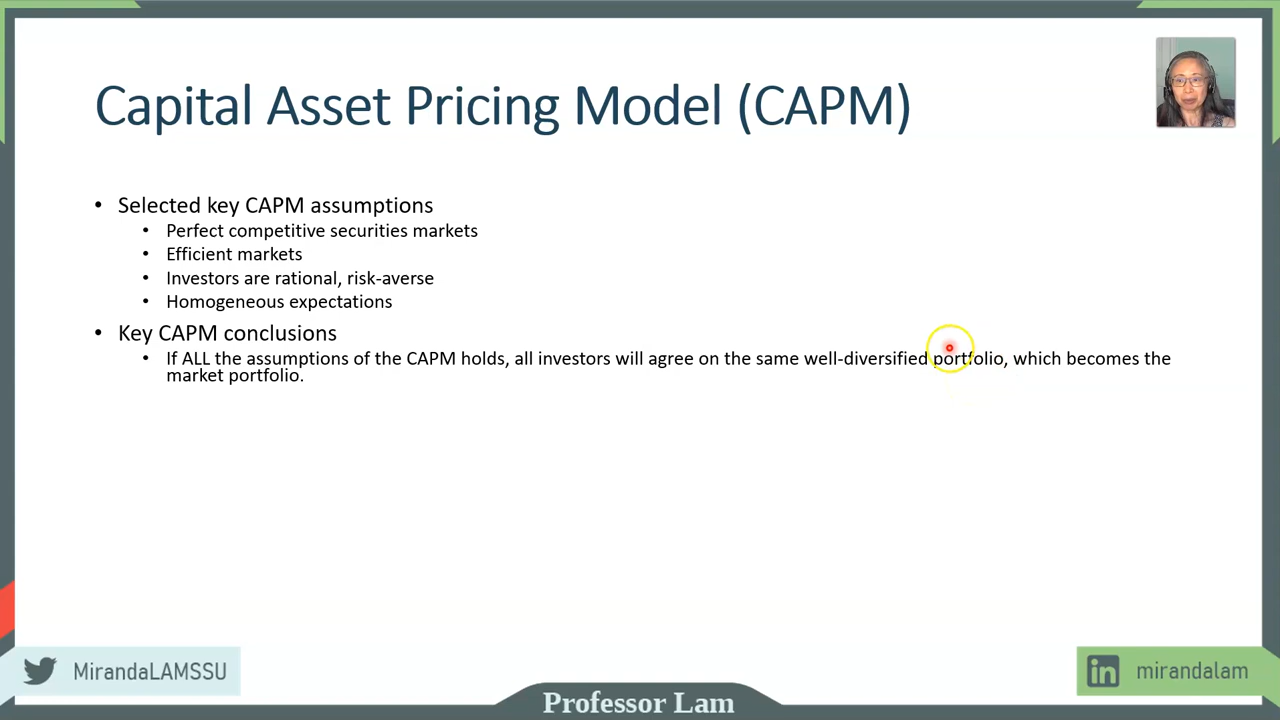 Capital Asset Pricing Model (CAPM)
• Selected key CAPM assumptions
• Perfect competitive securities markets
• Efficient markets
• Investors are rational, risk-averse
• Homogeneous expectations
• Key CAPM conclusions
• If ALL the assumptions of the CAPM holds, all investors will agree on the same well-diversified portfolio, which becomes the
market portfolio.
MirandaLAMSSU
in mirandalam
Professor Lam